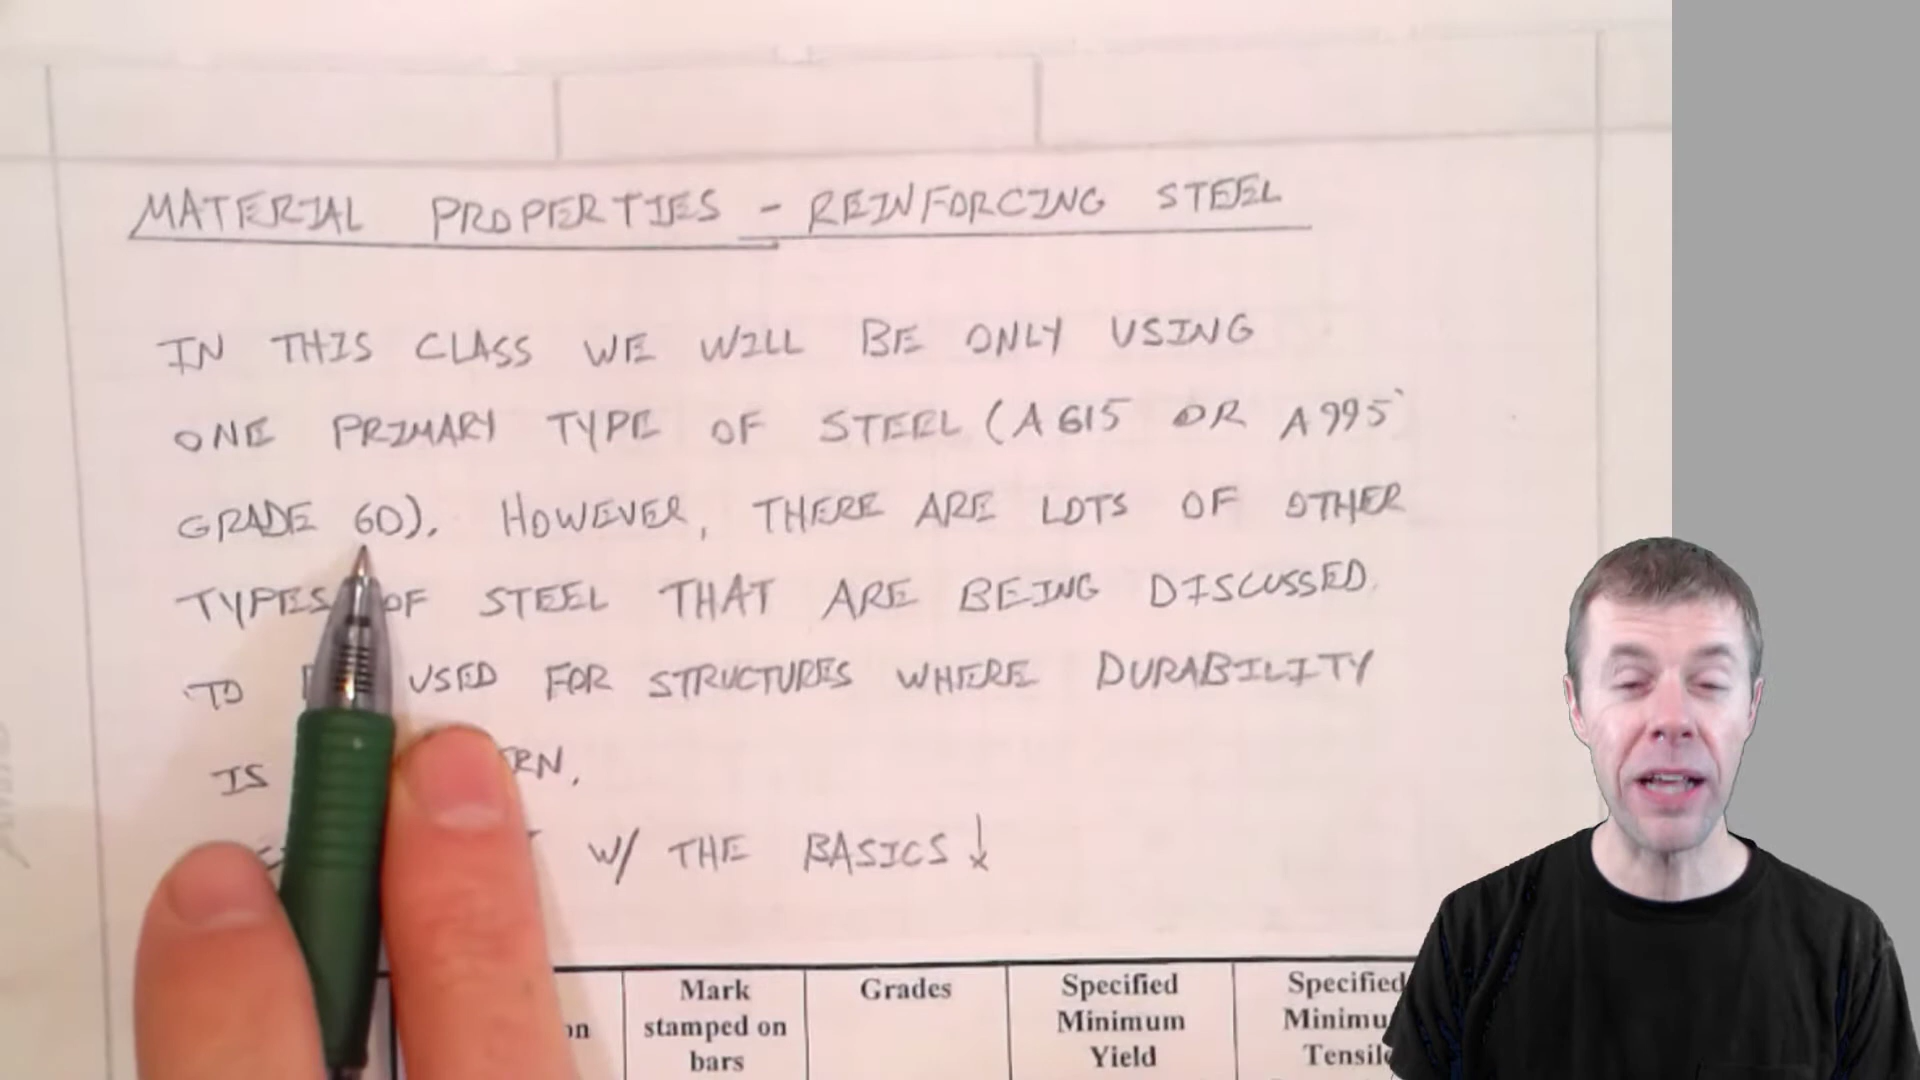 MATERIAL PROPERTIES - REINFORCING STEEL
IN THIS CLASS WE WILL BE ONLY USING
ONE PRIMARY TYPE OF STEEL (A615 OR A995
GRADE 60). HOWEVER, THERE ARE LOTS OF OTHER
TYPES OF STEEL THAT ARE BEING DISCUSSED
TO USED FOR STRUCTURES WHERE DURABILITY
IS
W/ THE BASICS!
Mark stamped on bars
Grades
Specified Minimum Yield
Specified